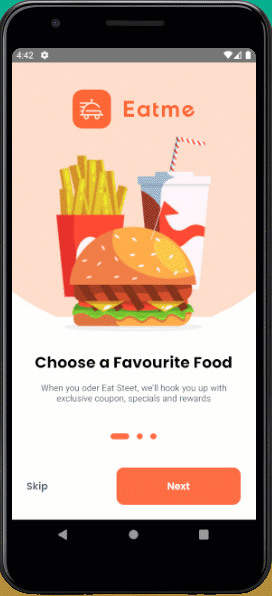 4:42
Eatme
Choose a Favourite Food
When you oder Eat Steet, we'll hook you up with
exclusive coupon, specials and rewards
Skip
Next